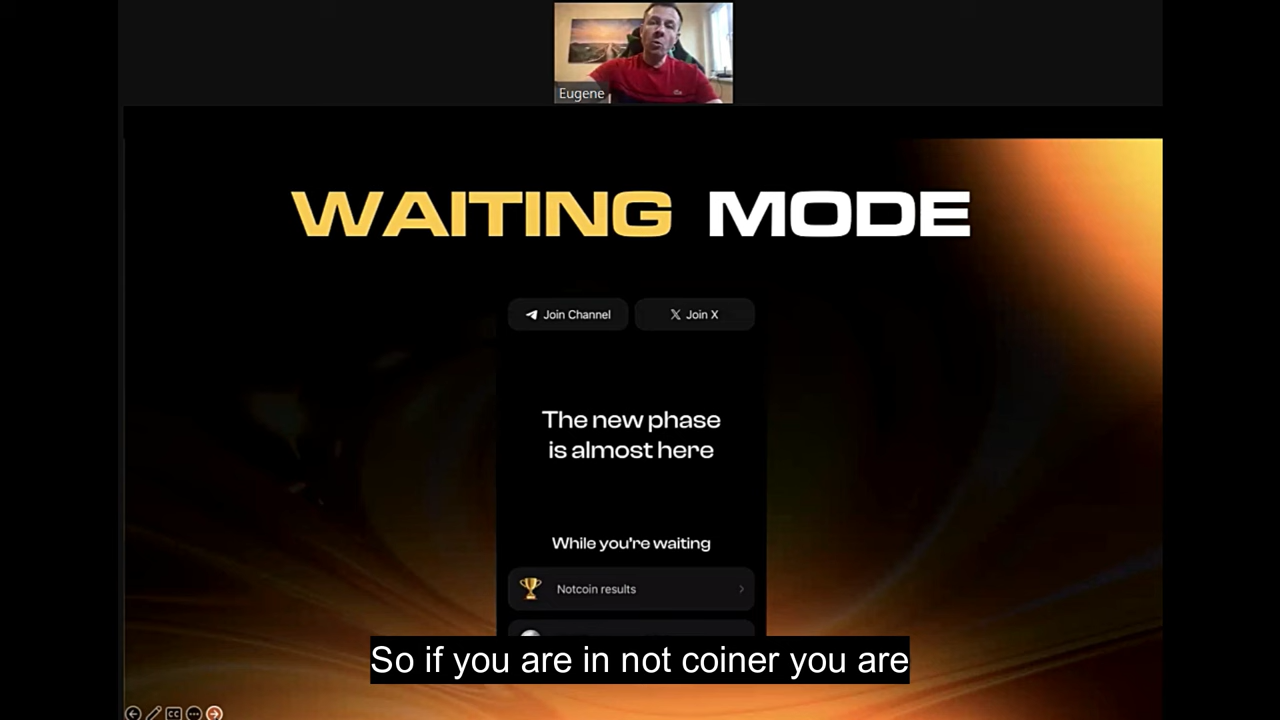 Eugene
WAITING MODE
Join Channel
X Join X
The new phase
is almost here
While you're waiting
Notcoin results
So if you are in not coiner you are
CC